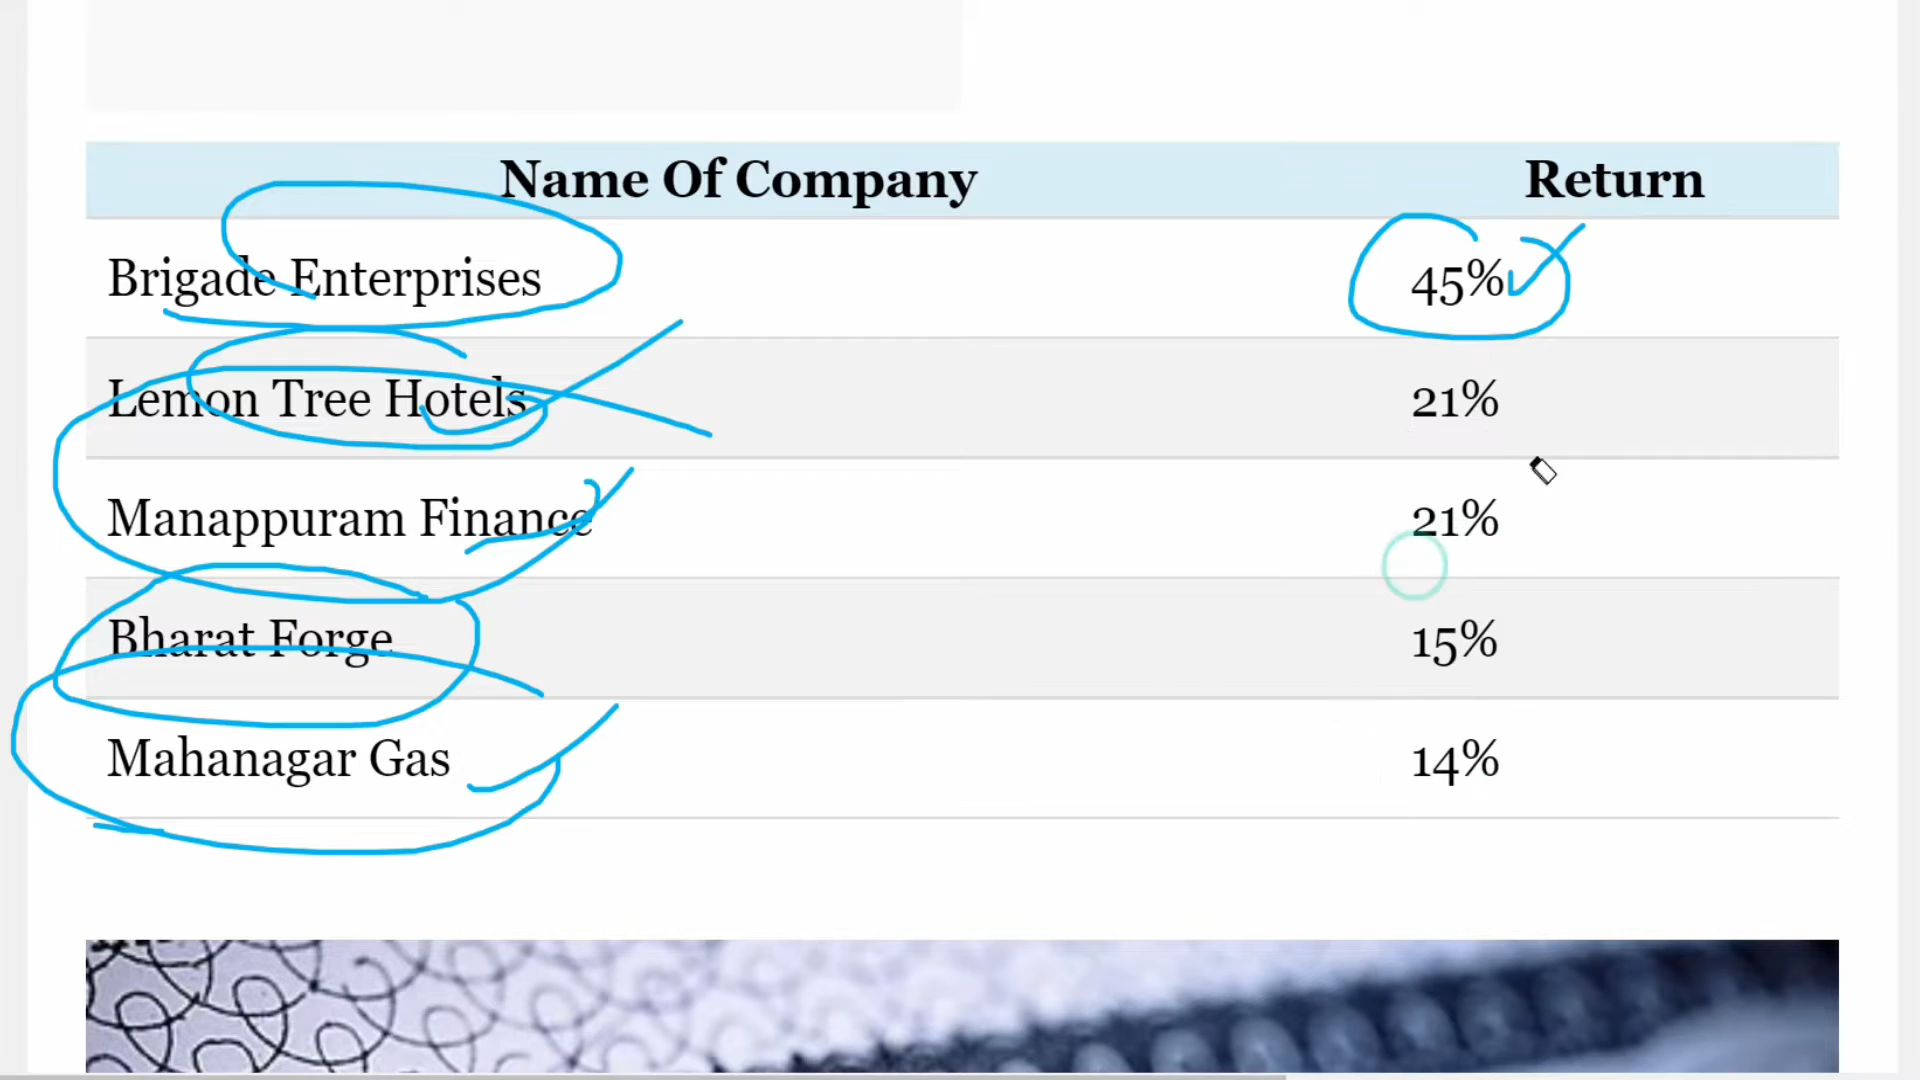 Name Of Company Return
Brigade Enterprises 45%
Lemon Tree Hotels 21%
Manappuram Finance 21%
Bharat Forge 15%
Mahanagar Gas 14%